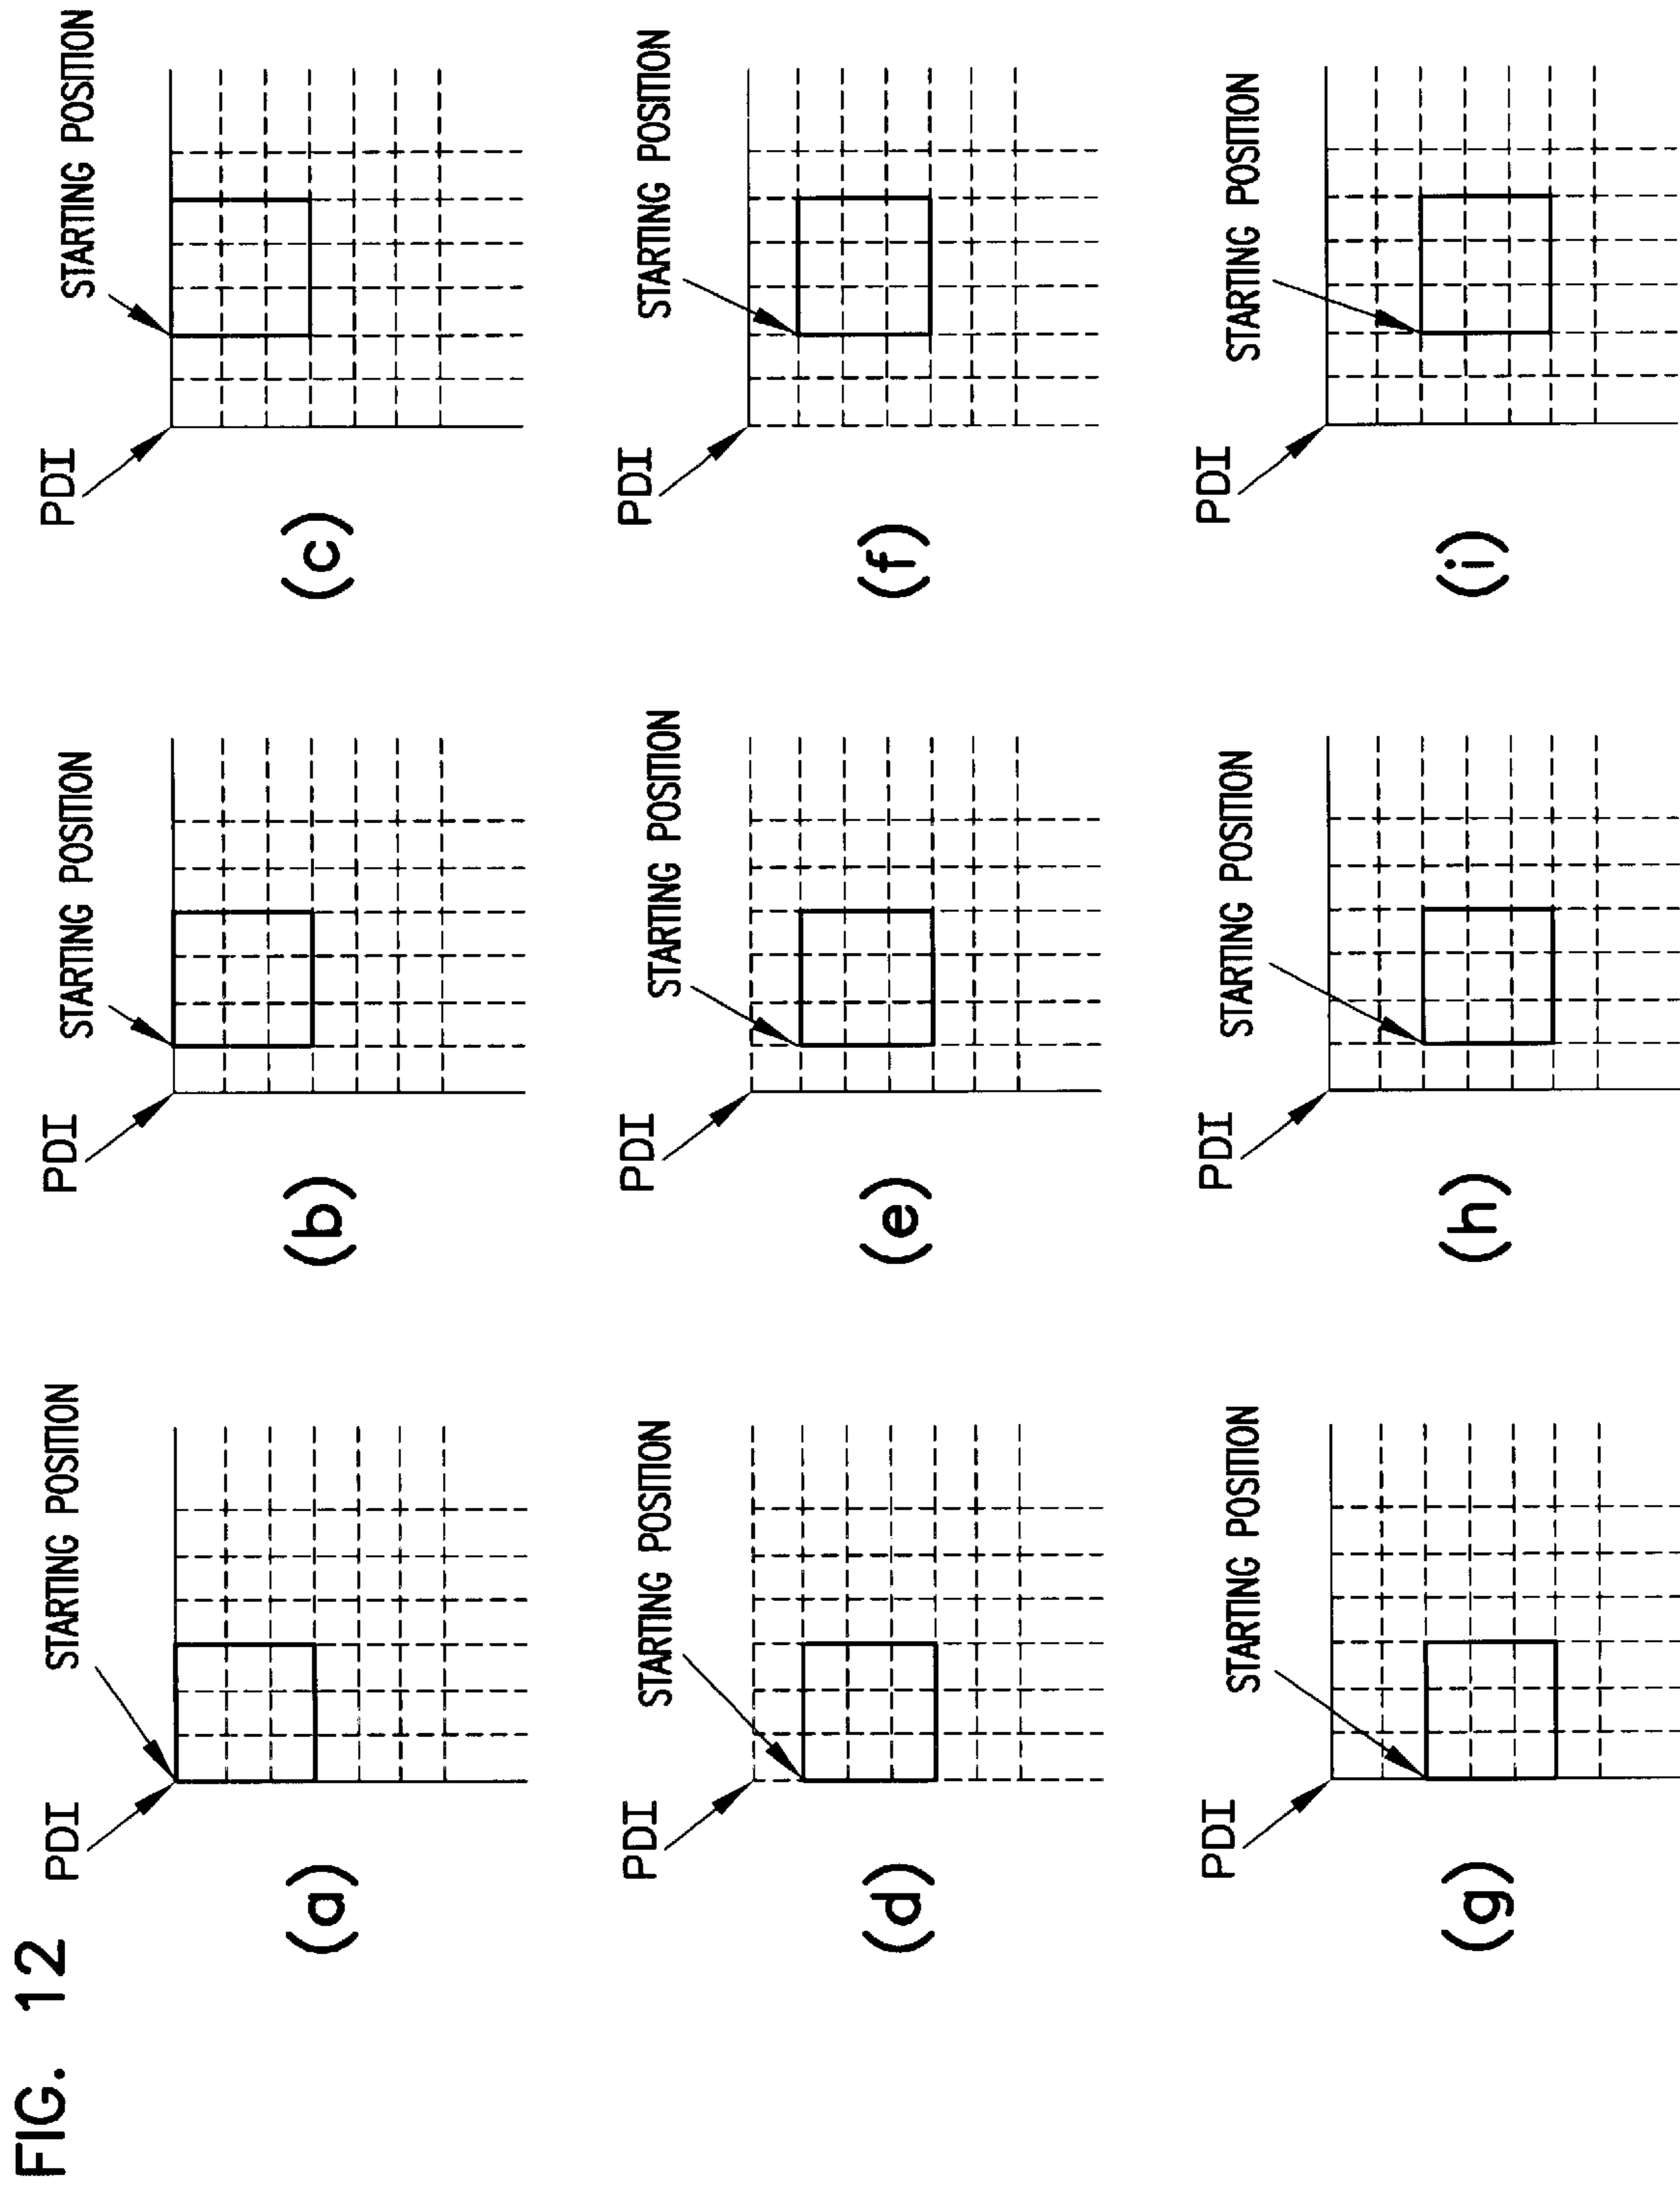 FIG. 12
PDI
STARTING POSITION
(a)
PDI
STARTING POSITION
(b)
PDI
STARTING POSITION
(c)
PDI
STARTING POSITION
(d)
PDI
STARTING POSITION
(e)
PDI
STARTING POSITION
(f)
PDI
STARTING POSITION
(g)
PDI
STARTING POSITION
(h)
PDI
STARTING POSITION
(i)